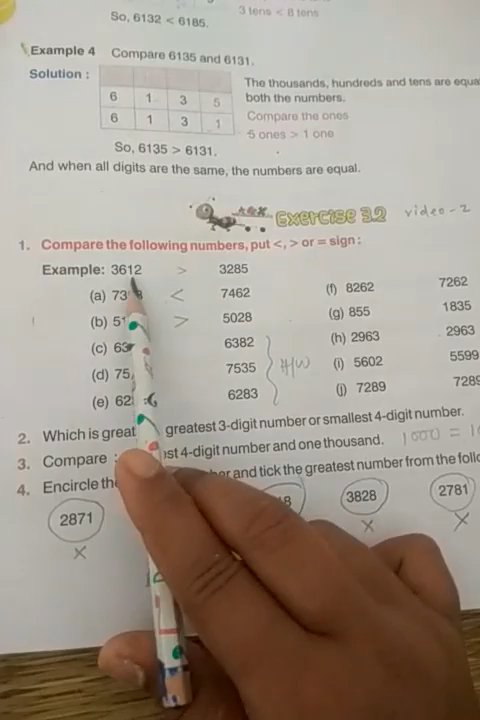 So, 6132 < 6185.
3 tens < 8 tens
Example 4 Compare 6135 and 6131.
Solution :
The thousands, hundreds and tens are equa
both the numbers.
6 1 3 5
Compare the ones
6 1 3 1
5 ones > 1 one
So, 6135 > 6131.
And when all digits are the same, the numbers are equal.
Exercise 3.2 video-2
1. Compare the following numbers, put <, > or = sign:
Example: 3612 > 3285
(a) 73 8 < 7462
(b) 51 > 5028
(c) 63 6382
(d) 75 7535
(e) 62 6283
H/W
(f) 8262 7262
(g) 855 1835
(h) 2963 2963
(i) 5602 5599
(j) 7289 7289
2. Which is great greatest 3-digit number or smallest 4-digit number.
3. Compare st 4-digit number and one thousand. 1000 = 1
4. Encircle the and tick the greatest number from the follo
2871 3828 2781
x x x